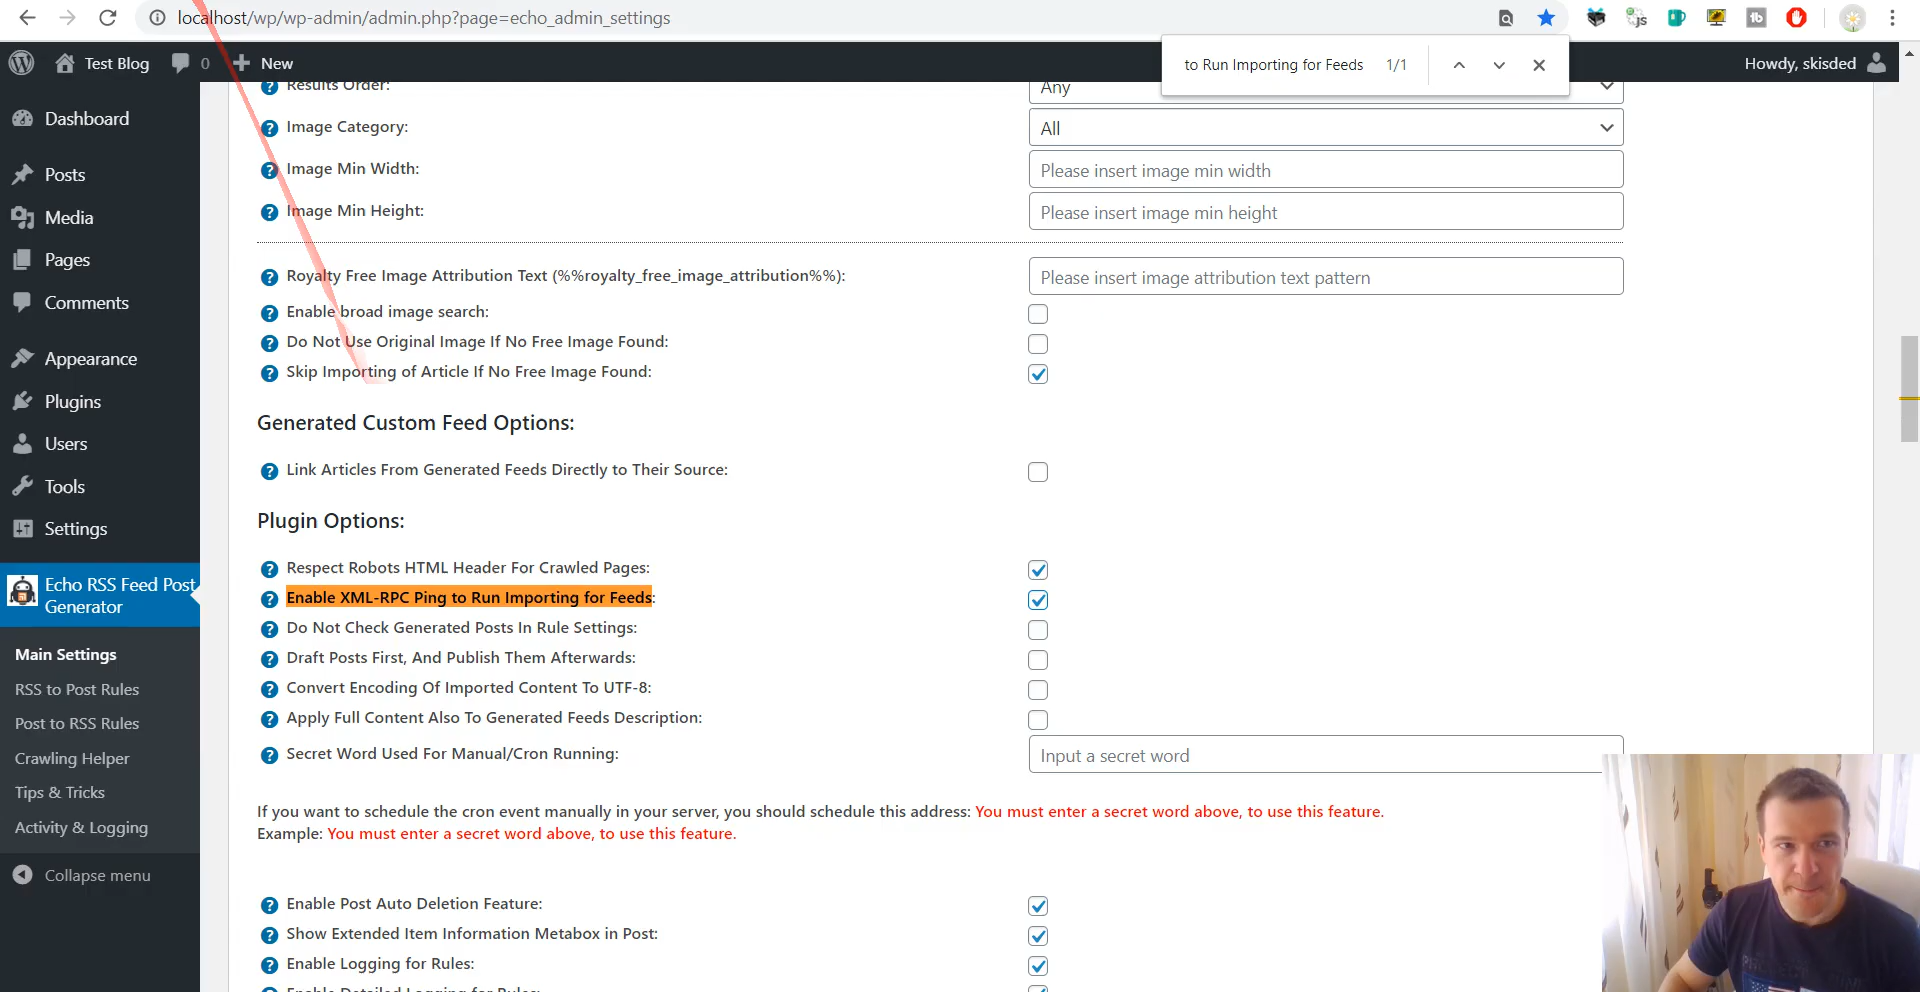 localhost/wp/wp-admin/admin.php?page=echo_admin_settings
to Run Importing for Feeds 1/1
Test Blog 0 New
Howdy, skisded
Dashboard
Posts
Media
Pages
Comments
Appearance
Plugins
Users
Tools
Settings
Echo RSS Feed Post
Generator
Main Settings
RSS to Post Rules
Post to RSS Rules
Crawling Helper
Tips & Tricks
Activity & Logging
Collapse menu
Results Order: Any
Image Category: All
Image Min Width: Please insert image min width
Image Min Height: Please insert image min height
Royalty Free Image Attribution Text (%%royalty_free_image_attribution%%): Please insert image attribution text pattern
Enable broad image search:
Do Not Use Original Image If No Free Image Found:
Skip Importing of Article If No Free Image Found:
Generated Custom Feed Options:
Link Articles From Generated Feeds Directly to Their Source:
Plugin Options:
Respect Robots HTML Header For Crawled Pages:
Enable XML-RPC Ping to Run Importing for Feeds:
Do Not Check Generated Posts In Rule Settings:
Draft Posts First, And Publish Them Afterwards:
Convert Encoding Of Imported Content To UTF-8:
Apply Full Content Also To Generated Feeds Description:
Secret Word Used For Manual/Cron Running: Input a secret word
If you want to schedule the cron event manually in your server, you should schedule this address: You must enter a secret word above, to use this feature.
Example: You must enter a secret word above, to use this feature.
Enable Post Auto Deletion Feature:
Show Extended Item Information Metabox in Post:
Enable Logging for Rules:
Enable Detailed Logging for Rules: